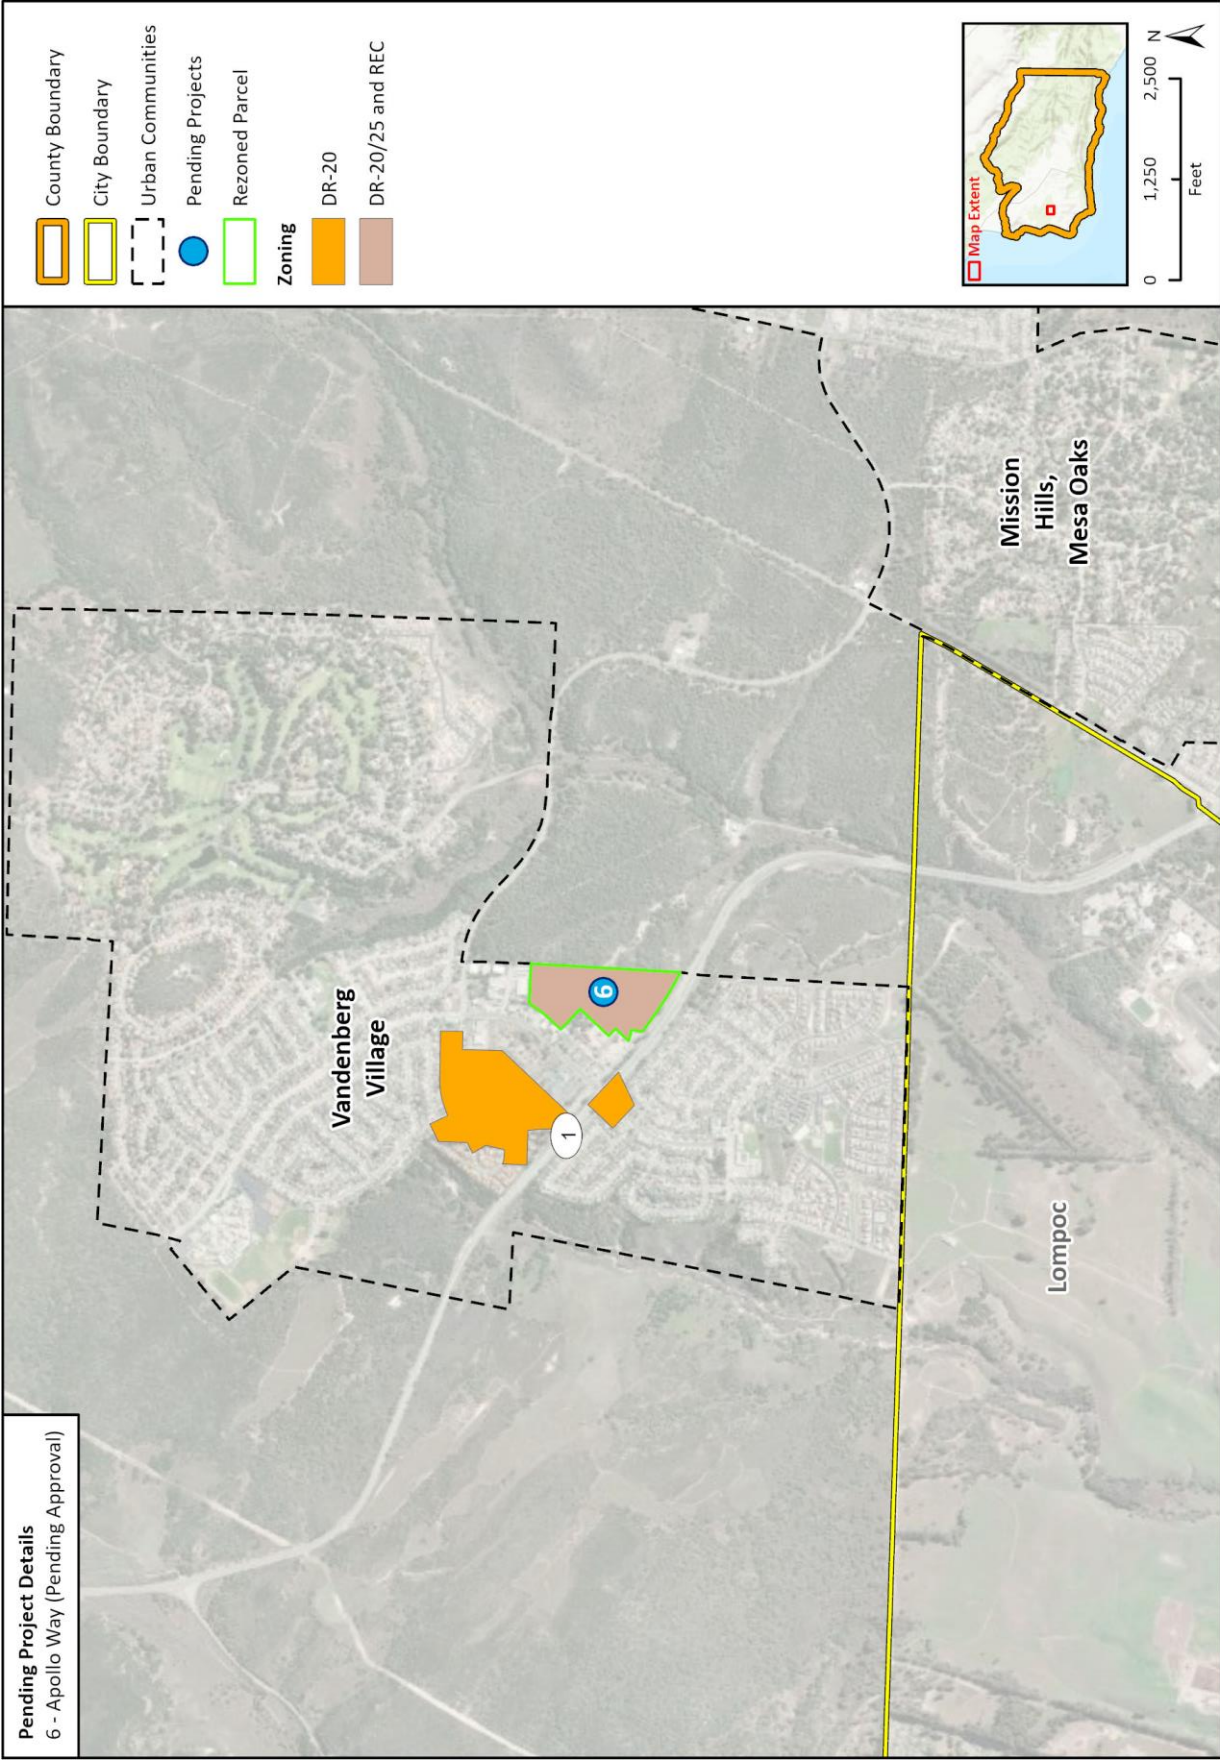 Pending Project Details
6 - Apollo Way (Pending Approval)
Vandenberg
Village
6
1
Lompoc
Mission
Hills,
Mesa Oaks
County Boundary
City Boundary
Urban Communities
Pending Projects
Rezoned Parcel
Zoning
DR-20
DR-20/25 and REC
Map Extent
0 1,250 2,500
Feet
N